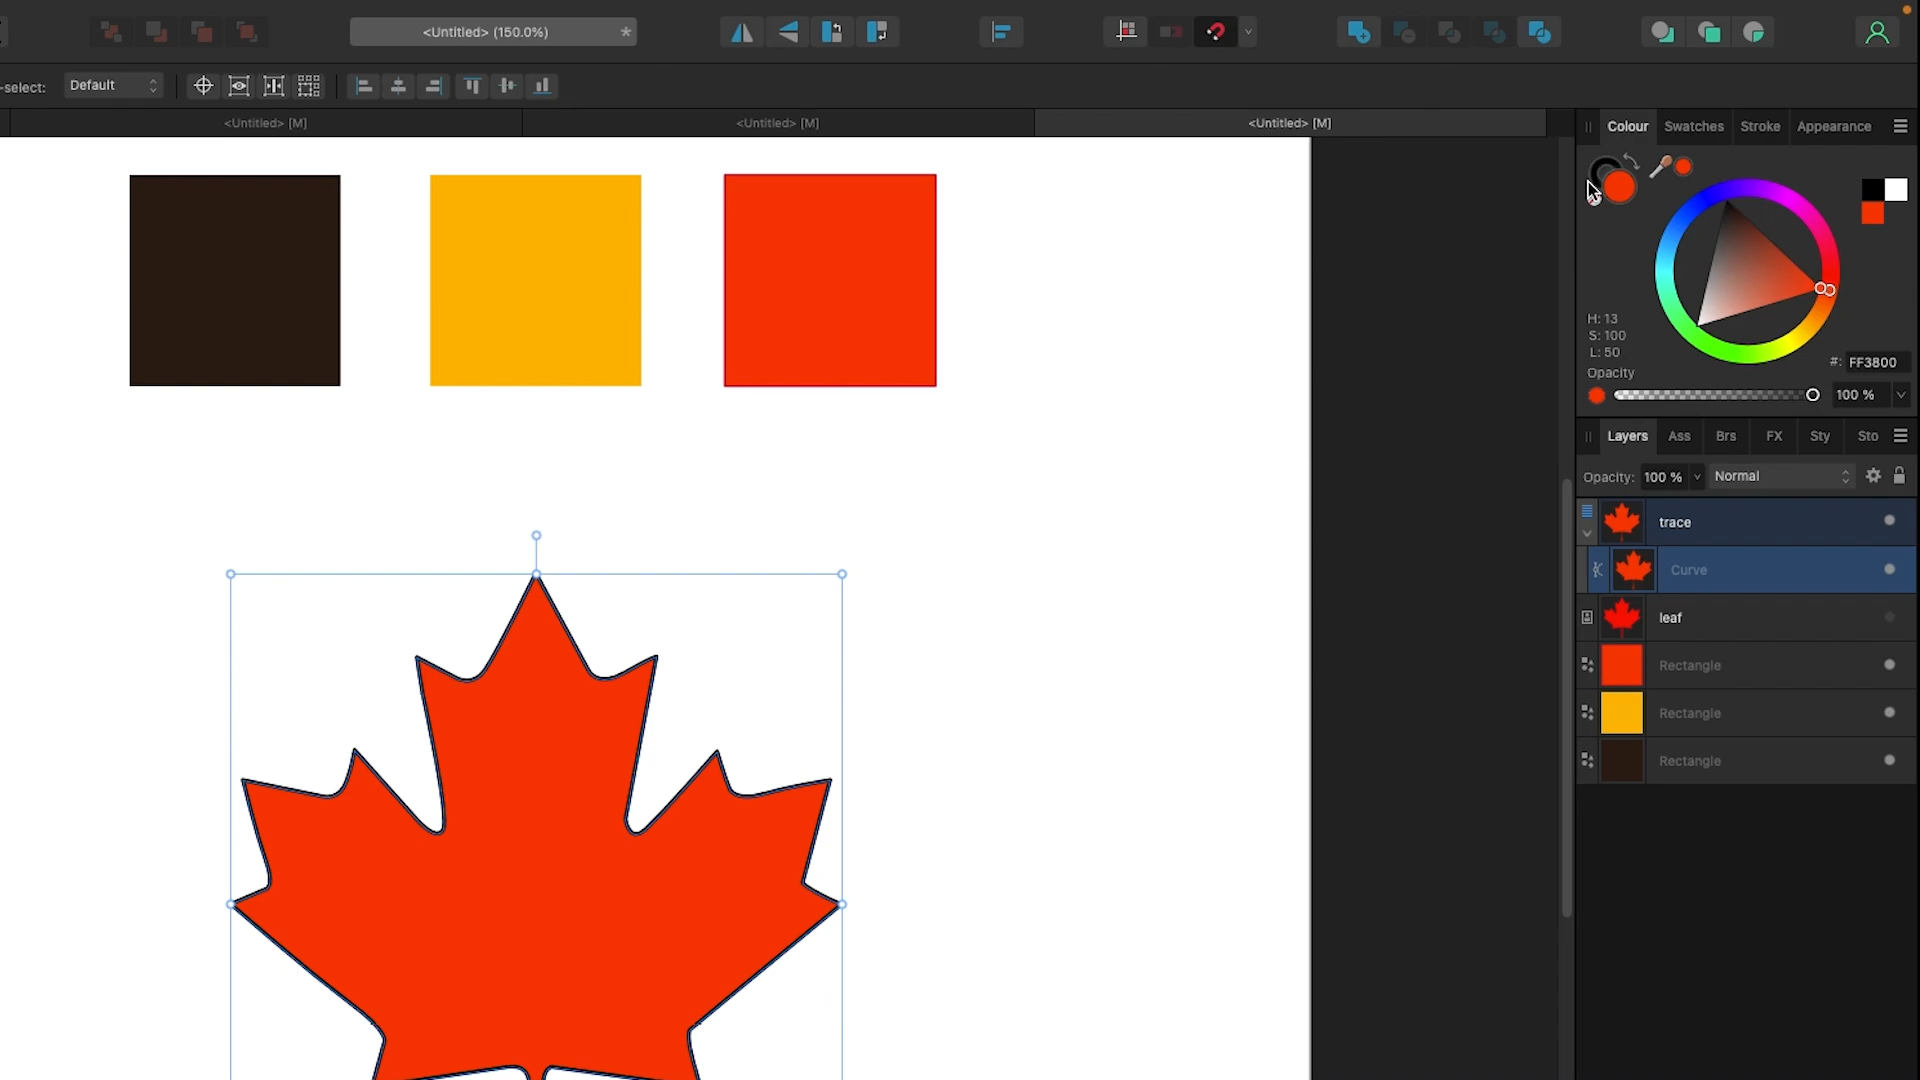 <Untitled> (150.0%) *
-select: Default
<Untitled> [M] <Untitled> [M] <Untitled> [M]
Colour Swatches Stroke Appearance
H: 13
S: 100
L: 50
#: FF3800
Opacity
100 %
Layers Ass Brs FX Sty Sto
Opacity: 100 % Normal
trace
Curve
leaf
Rectangle
Rectangle
Rectangle